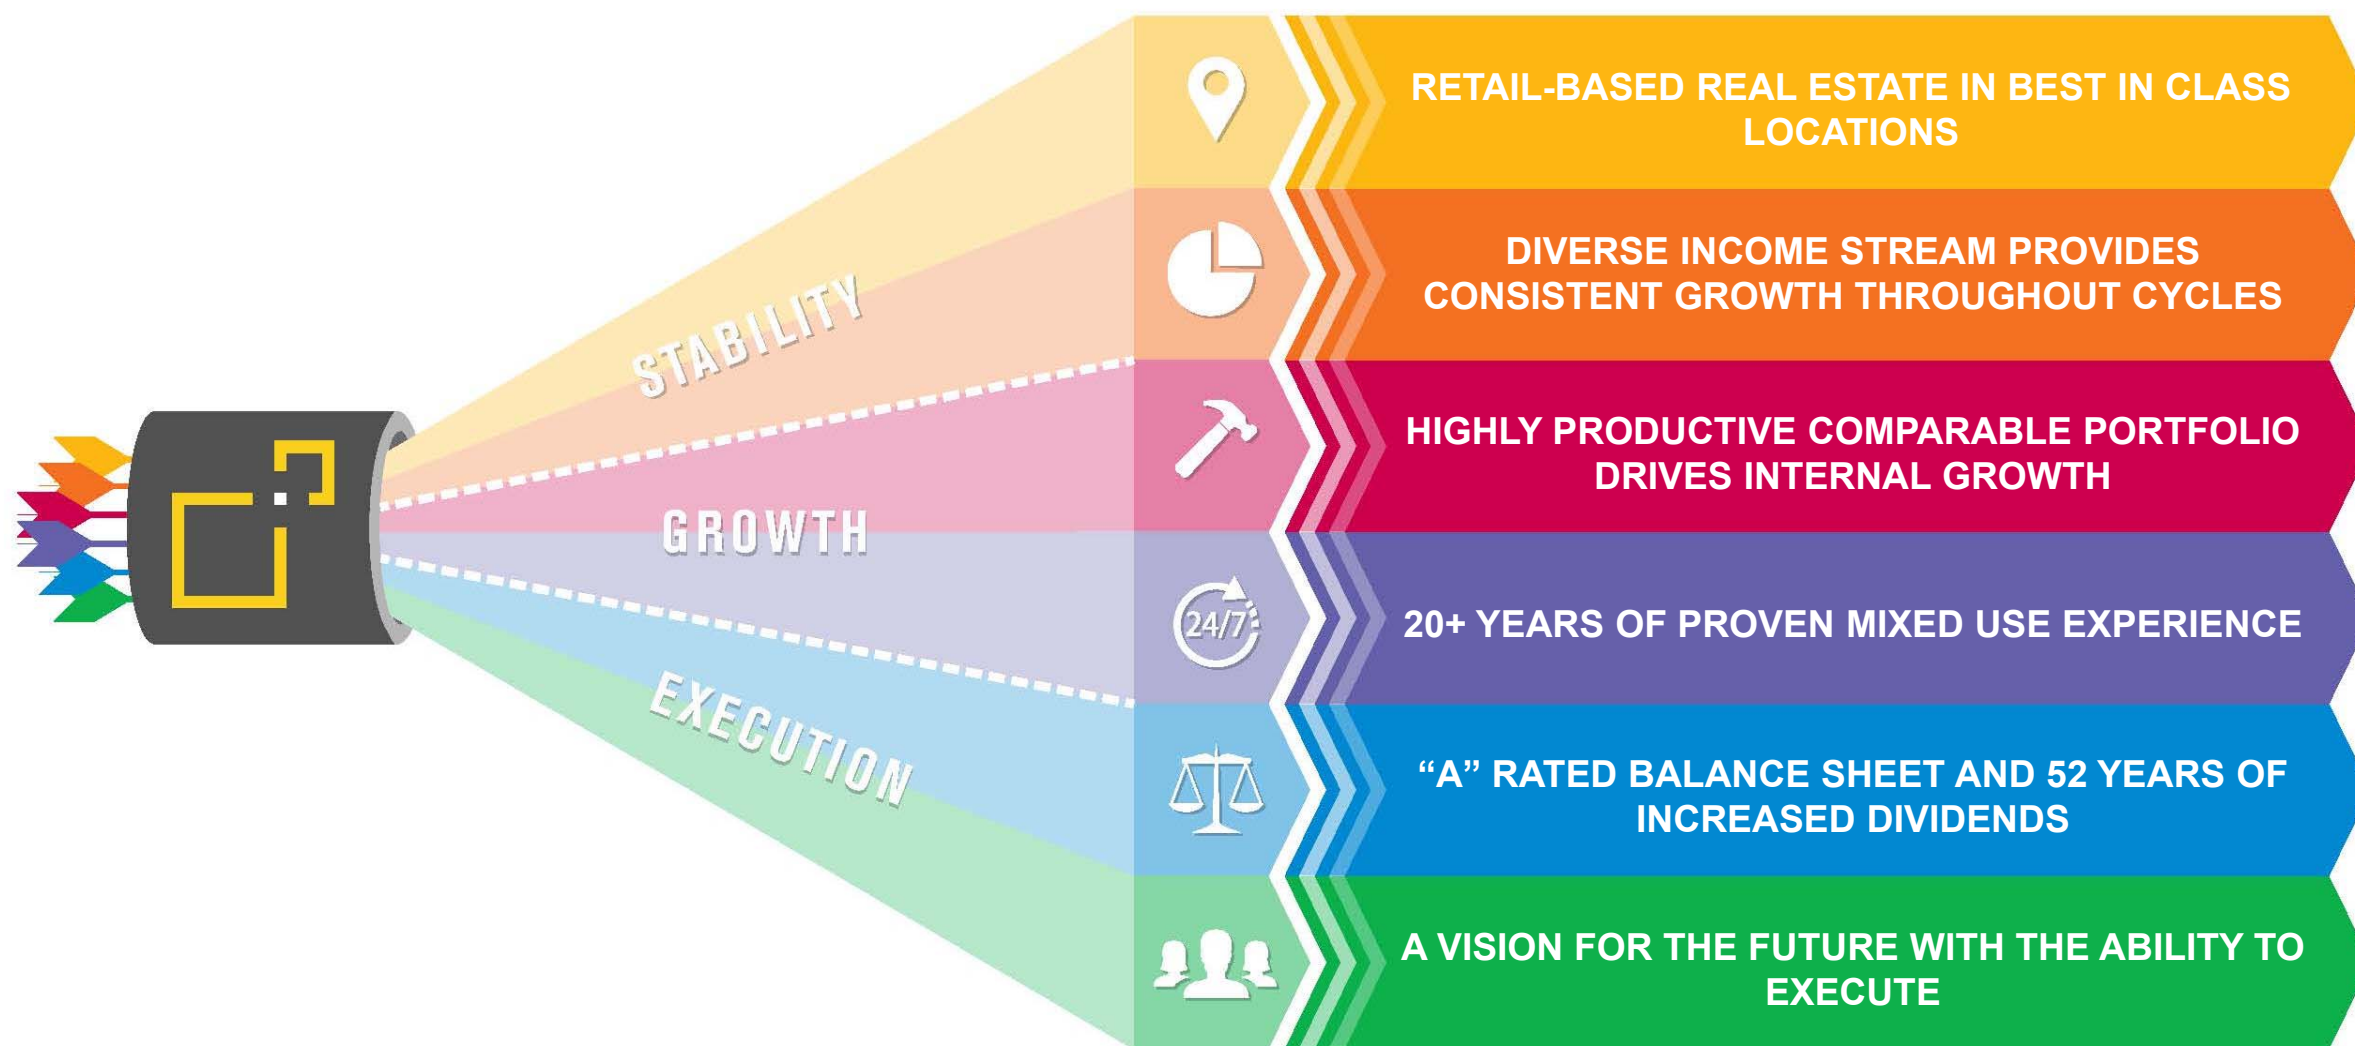 STABILITY
GROWTH
EXECUTION
RETAIL-BASED REAL ESTATE IN BEST IN CLASS
LOCATIONS
DIVERSE INCOME STREAM PROVIDES
CONSISTENT GROWTH THROUGHOUT CYCLES
HIGHLY PRODUCTIVE COMPARABLE PORTFOLIO
DRIVES INTERNAL GROWTH
24/7
20+ YEARS OF PROVEN MIXED USE EXPERIENCE
“A” RATED BALANCE SHEET AND 52 YEARS OF
INCREASED DIVIDENDS
A VISION FOR THE FUTURE WITH THE ABILITY TO
EXECUTE